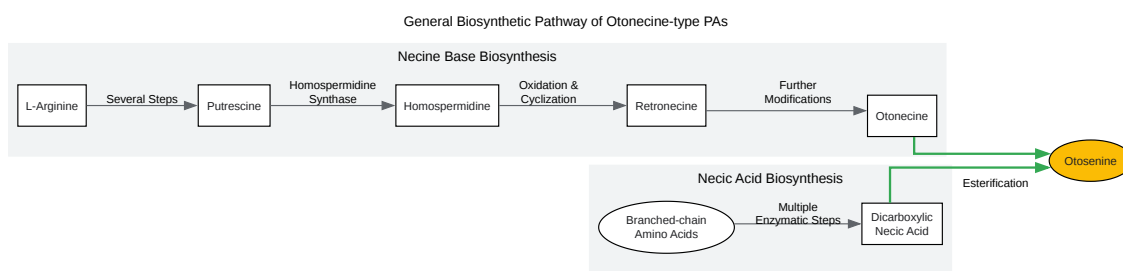 General Biosynthetic Pathway of Otonecine-type PAs
Necine Base Biosynthesis
L-Arginine
Several Steps
Putrescine
Homospermidine
Synthase
Homospermidine
Oxidation &
Cyclization
Retronecine
Further
Modifications
Otonecine
Otosenine
Esterification
Necic Acid Biosynthesis
Branched-chain
Amino Acids
Multiple
Enzymatic Steps
Dicarboxylic
Necic Acid